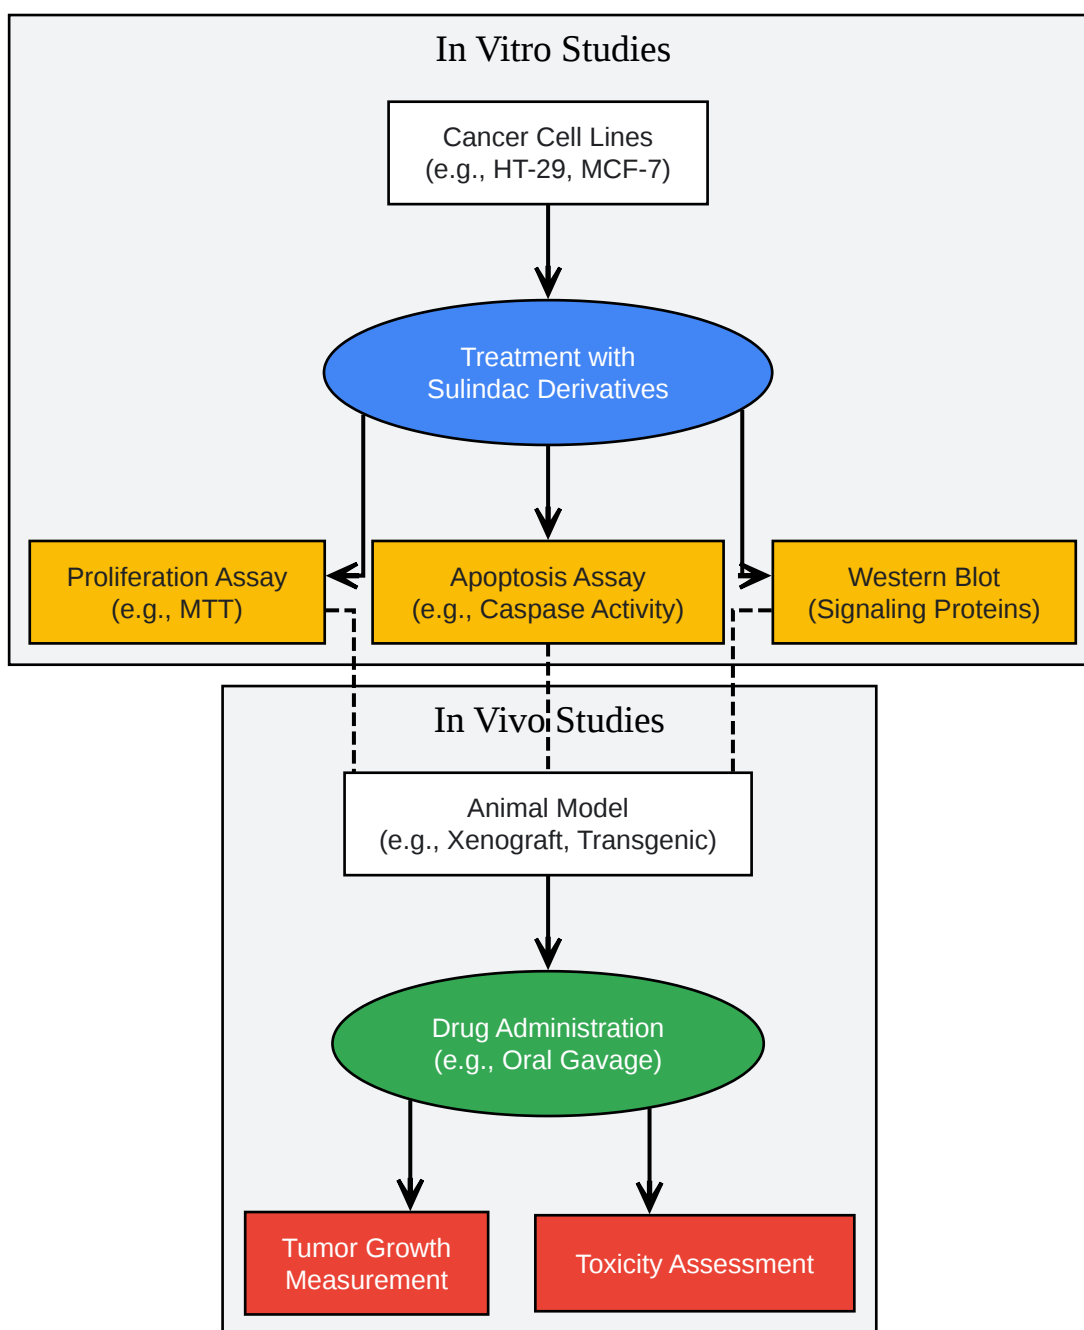 In Vitro Studies
Cancer Cell Lines
(e.g., HT-29, MCF-7)
Treatment with
Sulindac Derivatives
Proliferation Assay
(e.g., MTT)
Apoptosis Assay
(e.g., Caspase Activity)
Western Blot
(Signaling Proteins)
In Vivo Studies
Animal Model
(e.g., Xenograft, Transgenic)
Drug Administration
(e.g., Oral Gavage)
Tumor Growth
Measurement
Toxicity Assessment